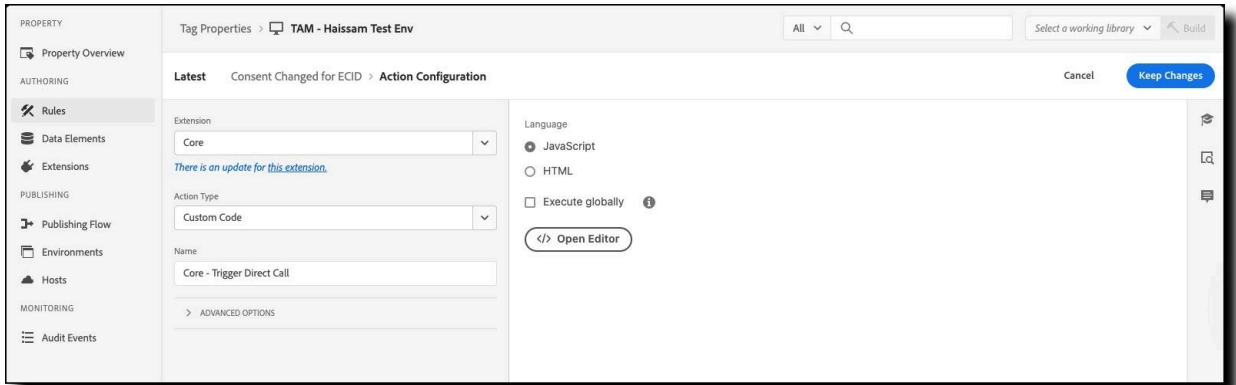 PROPERTY
Property Overview
AUTHORING
Rules
Data Elements
Extensions
PUBLISHING
Publishing Flow
Environments
Hosts
MONITORING
Audit Events
Tag Properties > TAM - Haissam Test Env
All
Select a working library
Build
Latest Consent Changed for ECID > Action Configuration
Cancel
Keep Changes
Extension
Core
There is an update for this extension.
Action Type
Custom Code
Name
Core - Trigger Direct Call
> ADVANCED OPTIONS
Language
JavaScript
HTML
Execute globally
</> Open Editor